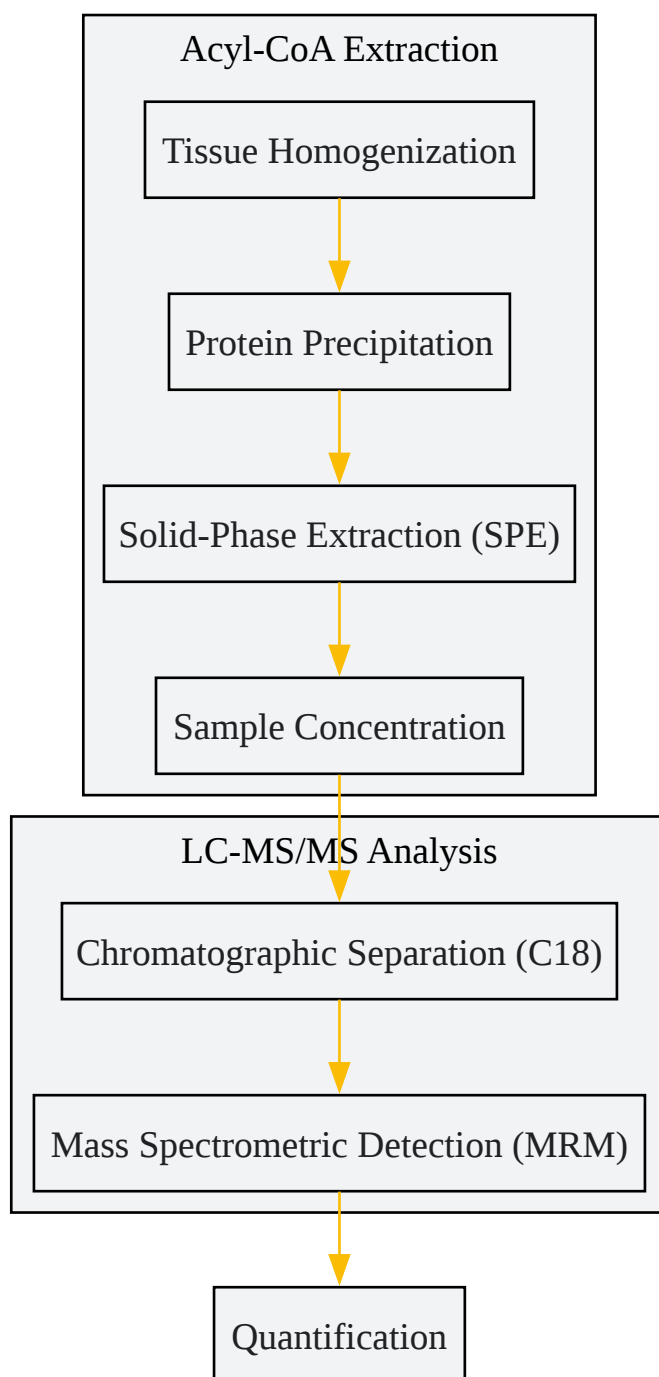 Acyl-CoA Extraction
Tissue Homogenization
Protein Precipitation
Solid-Phase Extraction (SPE)
Sample Concentration
LC-MS/MS Analysis
Chromatographic Separation (C18)
Mass Spectrometric Detection (MRM)
Quantification